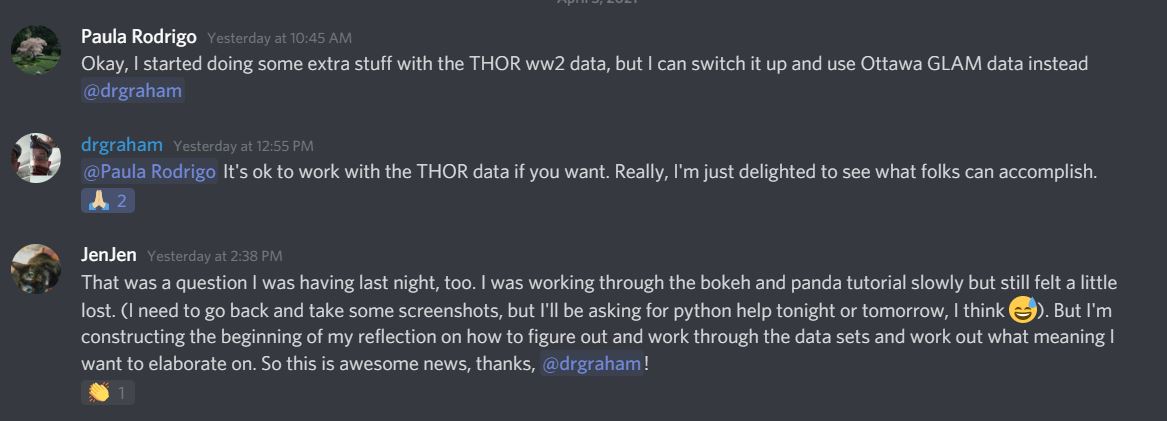 April 3, 2021
Paula Rodrigo Yesterday at 10:45 AM
Okay, I started doing some extra stuff with the THOR ww2 data, but I can switch it up and use Ottawa GLAM data instead
@drgraham
drgraham Yesterday at 12:55 PM
@Paula Rodrigo It's ok to work with the THOR data if you want. Really, I'm just delighted to see what folks can accomplish.
2
JenJen Yesterday at 2:38 PM
That was a question I was having last night, too. I was working through the bokeh and panda tutorial slowly but still felt a little
lost. (I need to go back and take some screenshots, but I'll be asking for python help tonight or tomorrow, I think 😅). But I'm
constructing the beginning of my reflection on how to figure out and work through the data sets and work out what meaning I
want to elaborate on. So this is awesome news, thanks, @drgraham!
1